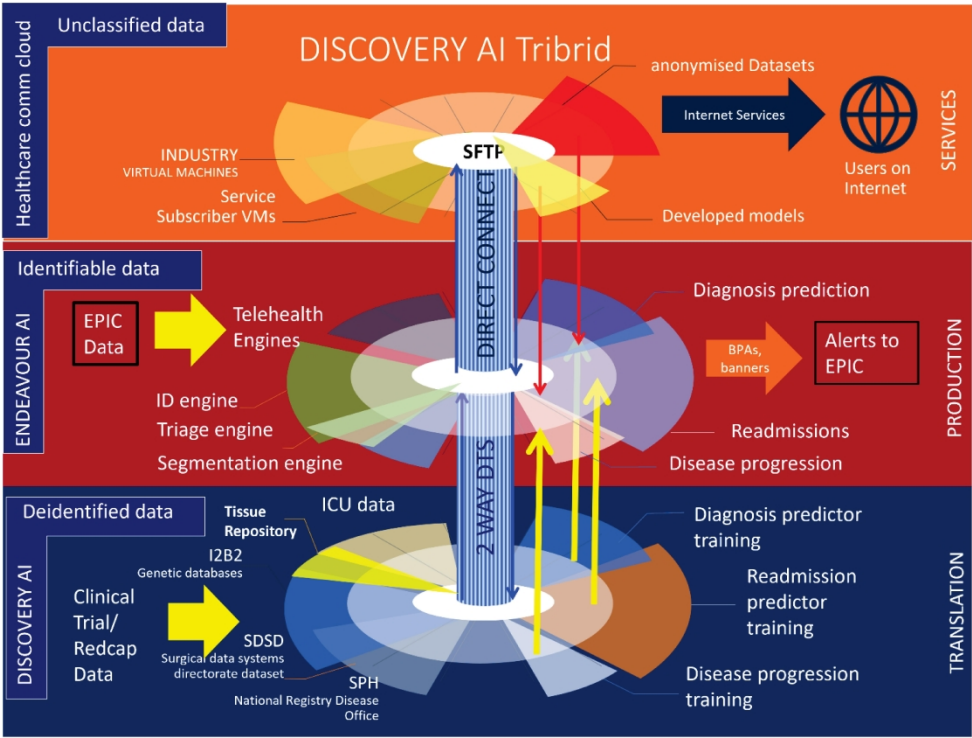 Healthcare comm cloud
Unclassified data
DISCOVERY AI Tribrid
anonymised Datasets
Internet Services
Users on
Internet
SERVICES
INDUSTRY
VIRTUAL MACHINES
Service
Subscriber VMs
SFTP
Developed models
DIRECT CONNECT
Identifiable data
ENDEAVOUR AI
EPIC
Data
Telehealth
Engines
ID engine
Triage engine
Segmentation engine
Diagnosis prediction
BPAs,
banners
Alerts to
EPIC
Readmissions
Disease progression
PRODUCTION
2 WAY DTS
Deidentified data
DISCOVERY AI
Clinical
Trial/
Redcap
Data
ICU data
Tissue
Repository
I2B2
Genetic databases
SDSD
Surgical data systems
directorate dataset
SPH
National Registry Disease
Office
Diagnosis predictor
training
Readmission
predictor
training
Disease progression
training
TRANSLATION